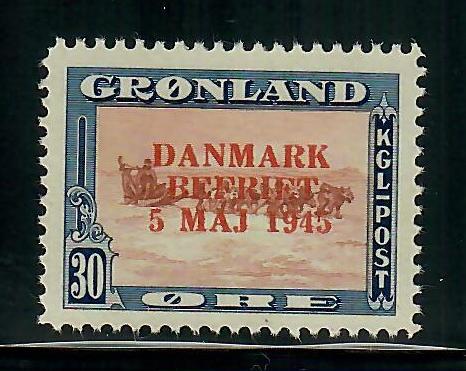 GRØNLAND
DANMARK
BEFRIET
5 MAJ 1945
KGL-POST
30
ØRE